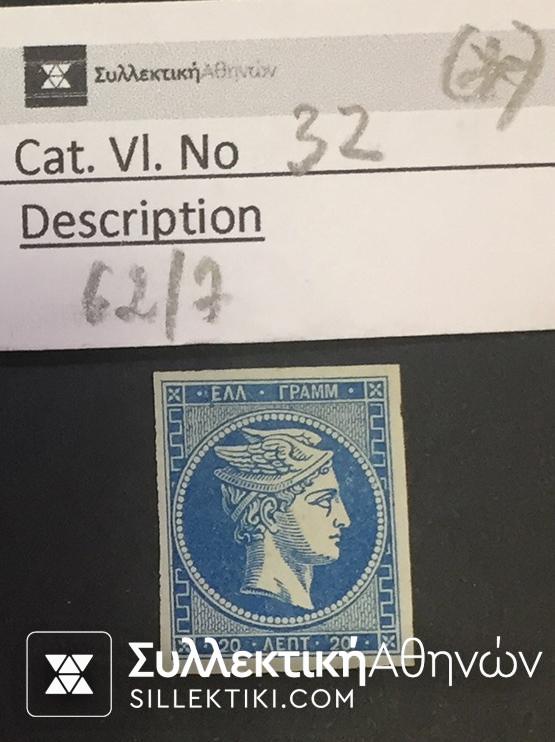 ΣυλλεκτικήΑθηνών
(*)
Cat. Vl. No 32
Description
62/7
ΕΛΛ · ΓΡΑΜΜ
20 · ΛΕΠΤ · 20
ΣυλλεκτικήΑθηνών
SILLEKTIKI.COM